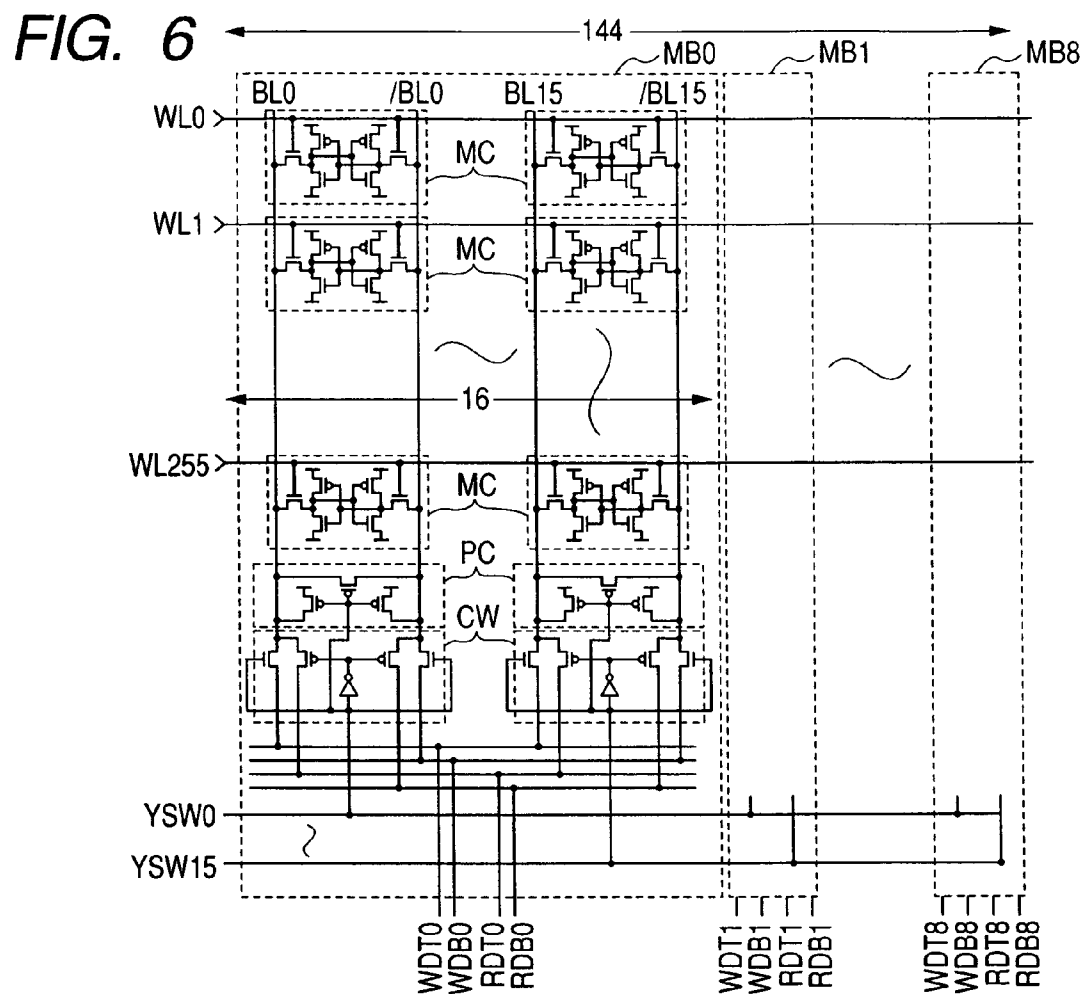 FIG. 6
144
MB0 MB1 MB8
BL0 /BL0 BL15 /BL15
WL0
MC
WL1
MC
16
WL255
MC
PC
CW
YSW0
YSW15
WDT0 WDB0 RDT0 RDB0 WDT1 WDB1 RDT1 RDB1 WDT8 WDB8 RDT8 RDB8